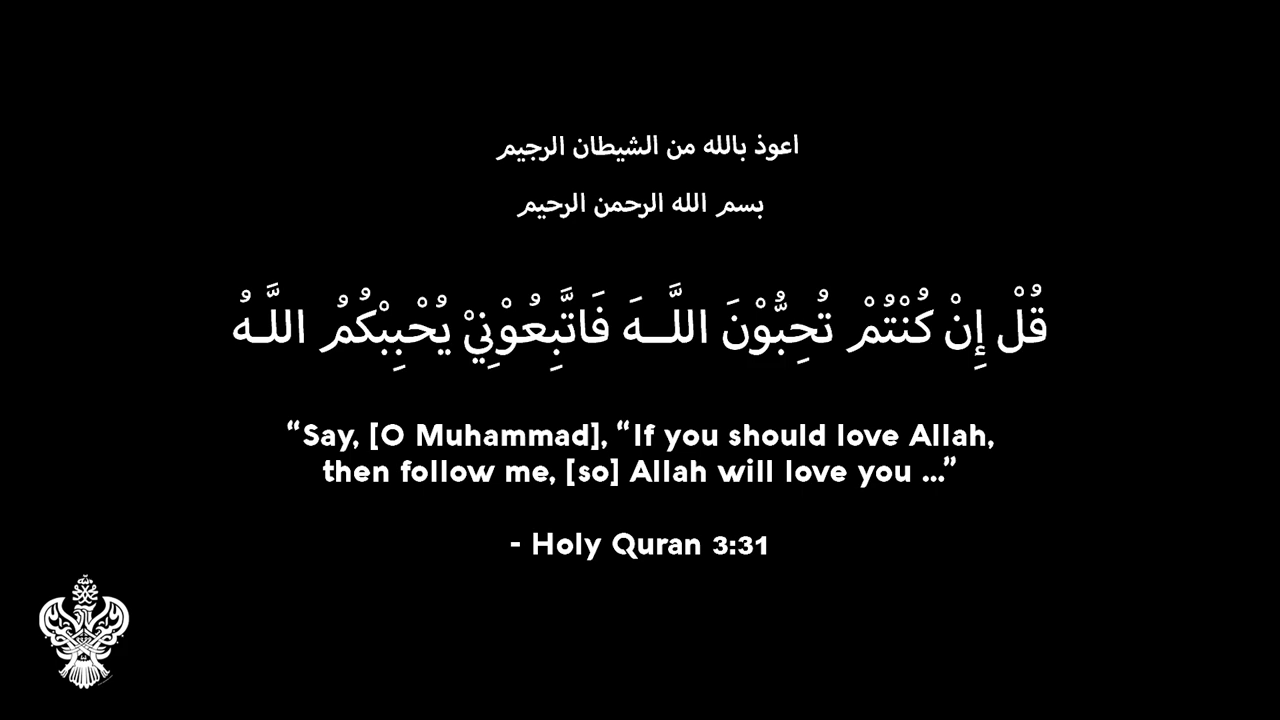 اعوذ بالله من الشيطان الرجيم
بسم الله الرحمن الرحيم
قُلْ إِنْ كُنْتُمْ تُحِبُّوْنَ اللَّـــهَ فَاتَّبِعُوْنِيْ يُحْبِبْكُمُ اللَّـهُ
“Say, [O Muhammad], “If you should love Allah,
then follow me, [so] Allah will love you ...”
- Holy Quran 3:31